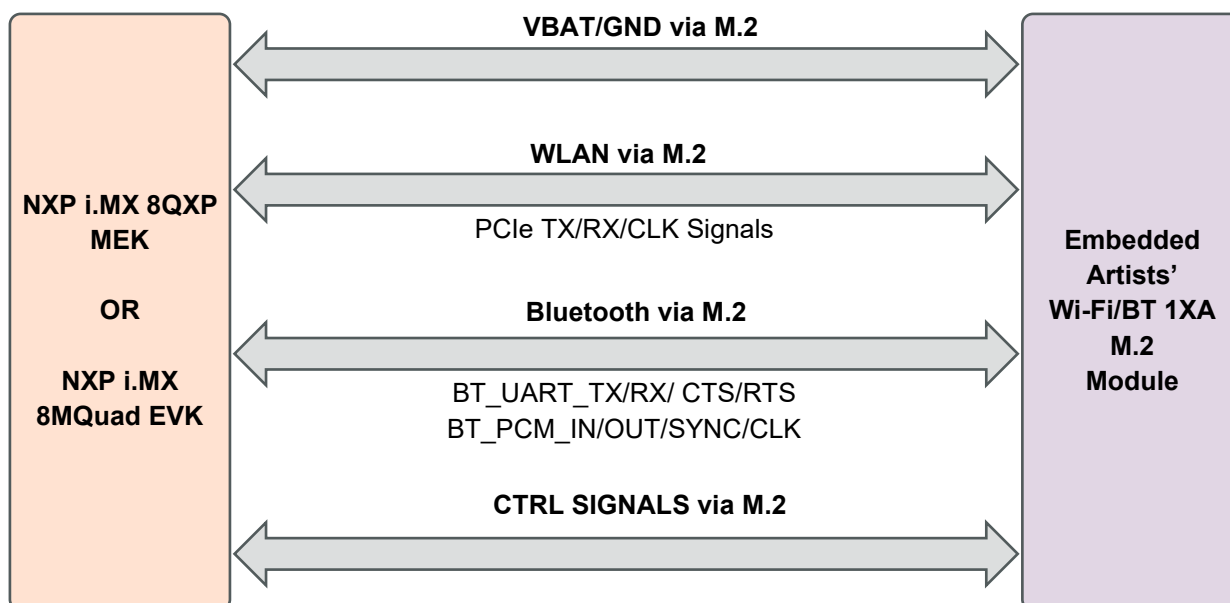 VBAT/GND via M.2
WLAN via M.2
PCIe TX/RX/CLK Signals
NXP i.MX 8QXP
MEK
OR
NXP i.MX
8MQuad EVK
Bluetooth via M.2
BT_UART_TX/RX/ CTS/RTS
BT_PCM_IN/OUT/SYNC/CLK
CTRL SIGNALS via M.2
Embedded
Artists’
Wi-Fi/BT 1XA
M.2
Module